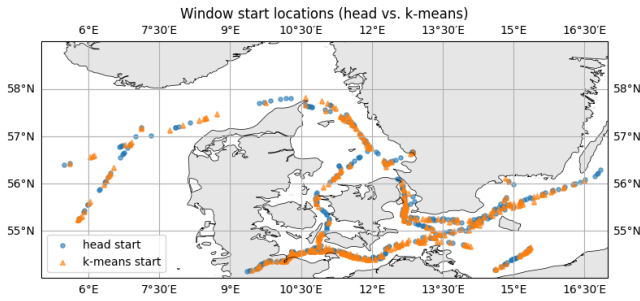 Window start locations (head vs. k-means)
6°E 7°30'E 9°E 10°30'E 12°E 13°30'E 15°E 16°30'E
58°N 58°N
57°N 57°N
56°N 56°N
55°N 55°N
head start
k-means start
6°E 7°30'E 9°E 10°30'E 12°E 13°30'E 15°E 16°30'E